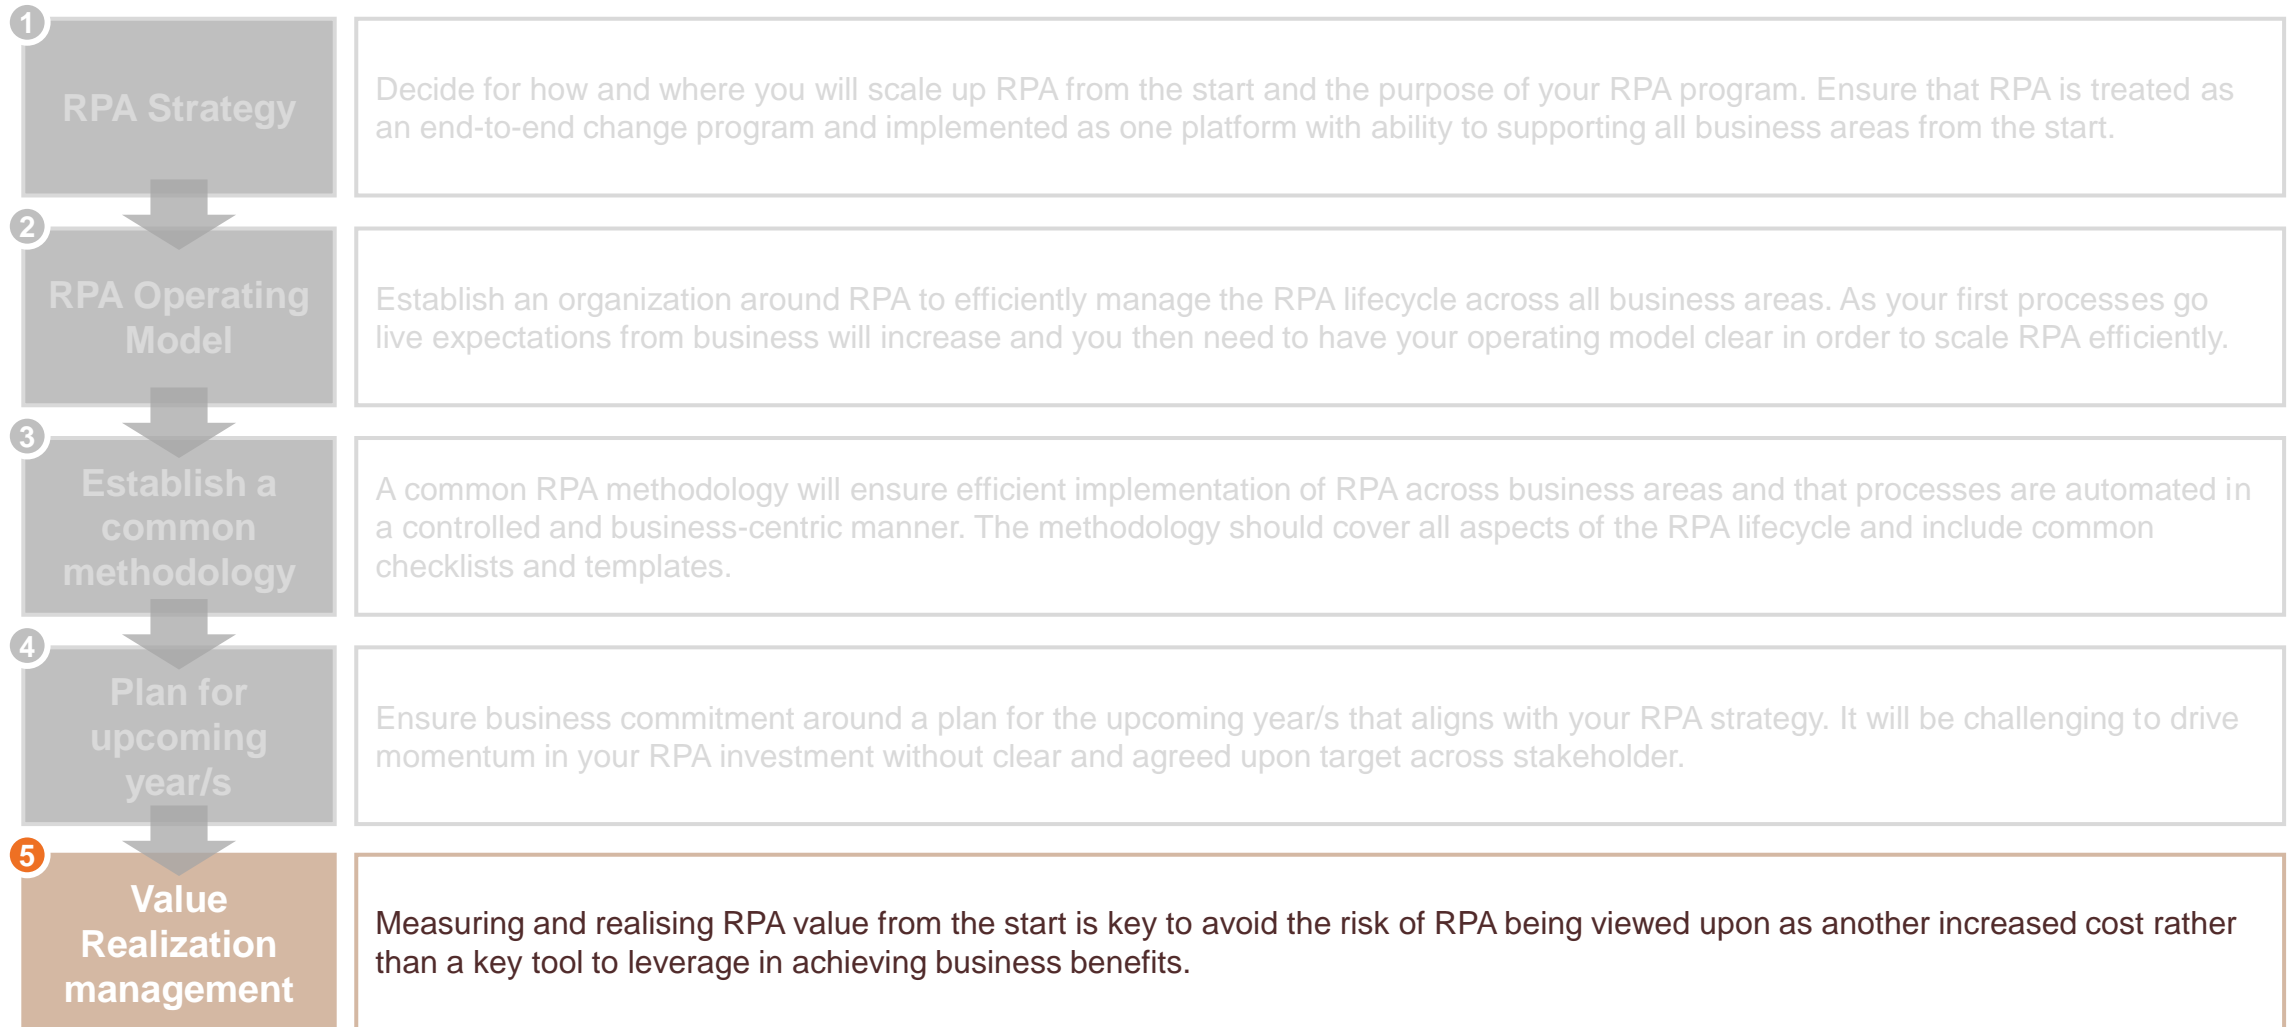 1
RPA Strategy
Decide for how and where you will scale up RPA from the start and the purpose of your RPA program. Ensure that RPA is treated as
an end-to-end change program and implemented as one platform with ability to supporting all business areas from the start.
2
RPA Operating
Model
Establish an organization around RPA to efficiently manage the RPA lifecycle across all business areas. As your first processes go
live expectations from business will increase and you then need to have your operating model clear in order to scale RPA efficiently.
3
Establish a
common
methodology
A common RPA methodology will ensure efficient implementation of RPA across business areas and that processes are automated in
a controlled and business-centric manner. The methodology should cover all aspects of the RPA lifecycle and include common
checklists and templates.
4
Plan for
upcoming
year/s
Ensure business commitment around a plan for the upcoming year/s that aligns with your RPA strategy. It will be challenging to drive
momentum in your RPA investment without clear and agreed upon target across stakeholder.
5
Value
Realization
management
Measuring and realising RPA value from the start is key to avoid the risk of RPA being viewed upon as another increased cost rather
than a key tool to leverage in achieving business benefits.